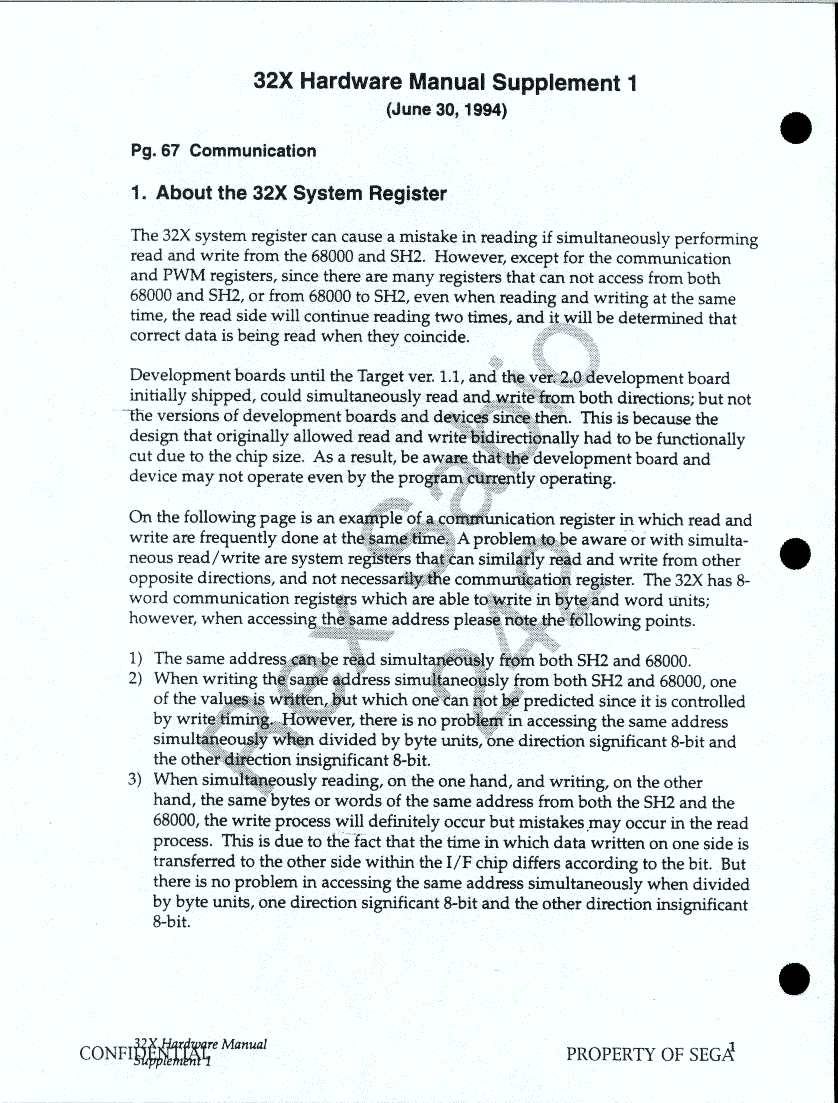 32X Hardware Manual Supplement 1
(June 30, 1994)
Pg. 67 Communication
1. About the 32X System Register
The 32X system register can cause a mistake in reading if simultaneously performing
read and write from the 68000 and SH2. However, except for the communication
and PWM registers, since there are many registers that can not access from both
68000 and SH2, or from 68000 to SH2, even when reading and writing at the same
time, the read side will continue reading two times, and it will be determined that
correct data is being read when they coincide.
Development boards until the Target ver. 1.1, and the ver. 2.0 development board
initially shipped, could simultaneously read and write from both directions; but not
the versions of development boards and devices since then. This is because the
design that originally allowed read and write bidirectionally had to be functionally
cut due to the chip size. As a result, be aware that the development board and
device may not operate even by the program currently operating.
On the following page is an example of a communication register in which read and
write are frequently done at the same time. A problem to be aware or with simulta-
neous read/write are system registers that can similarly read and write from other
opposite directions, and not necessarily the communication register. The 32X has 8-
word communication registers which are able to write in byte and word units;
however, when accessing the same address please note the following points.
1) The same address can be read simultaneously from both SH2 and 68000.
2) When writing the same address simultaneously from both SH2 and 68000, one
of the values is written, but which one can not be predicted since it is controlled
by write timing. However, there is no problem in accessing the same address
simultaneously when divided by byte units, one direction significant 8-bit and
the other direction insignificant 8-bit.
3) When simultaneously reading, on the one hand, and writing, on the other
hand, the same bytes or words of the same address from both the SH2 and the
68000, the write process will definitely occur but mistakes may occur in the read
process. This is due to the fact that the time in which data written on one side is
transferred to the other side within the I/F chip differs according to the bit. But
there is no problem in accessing the same address simultaneously when divided
by byte units, one direction significant 8-bit and the other direction insignificant
8-bit.
Rex Sabio
242
32X Hardware Manual
Supplement 1
CONFIDENTIAL
PROPERTY OF SEGA
1